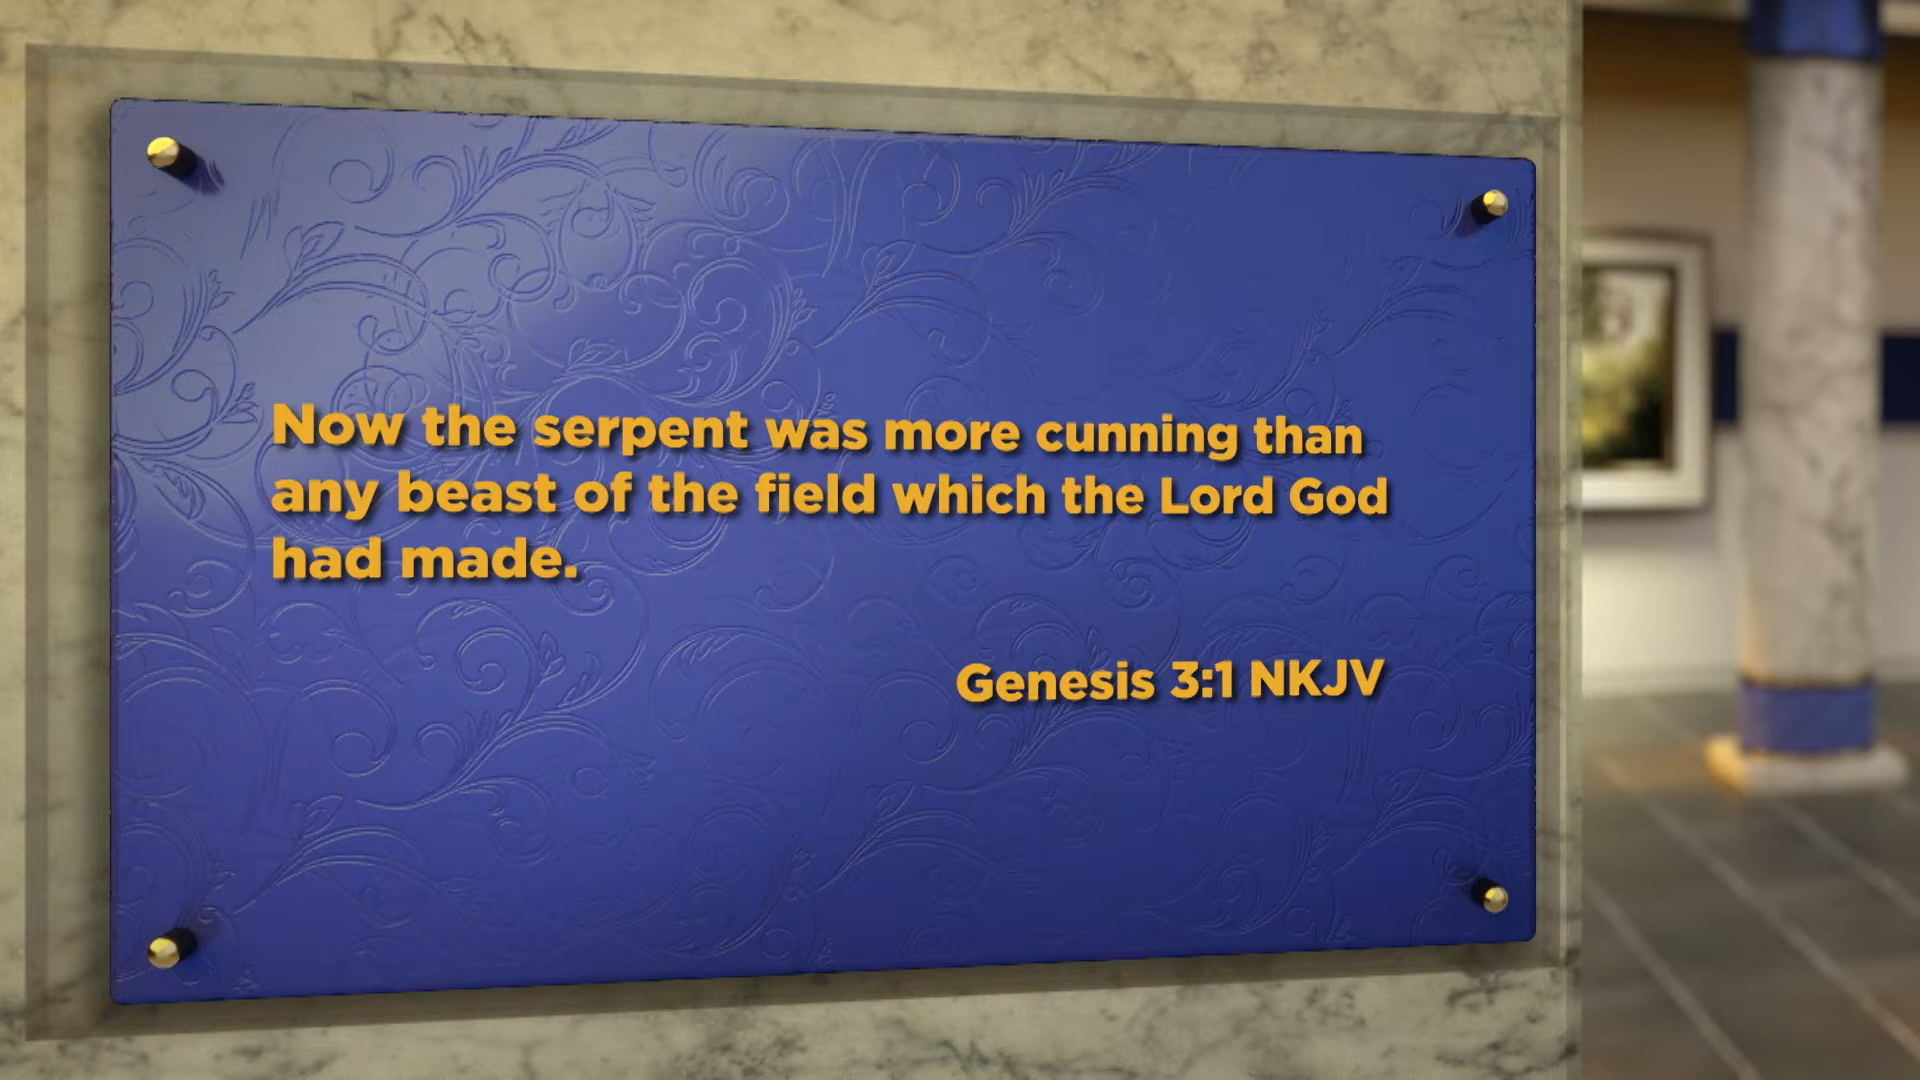 Now the serpent was more cunning than
any beast of the field which the Lord God
had made.
Genesis 3:1 NKJV